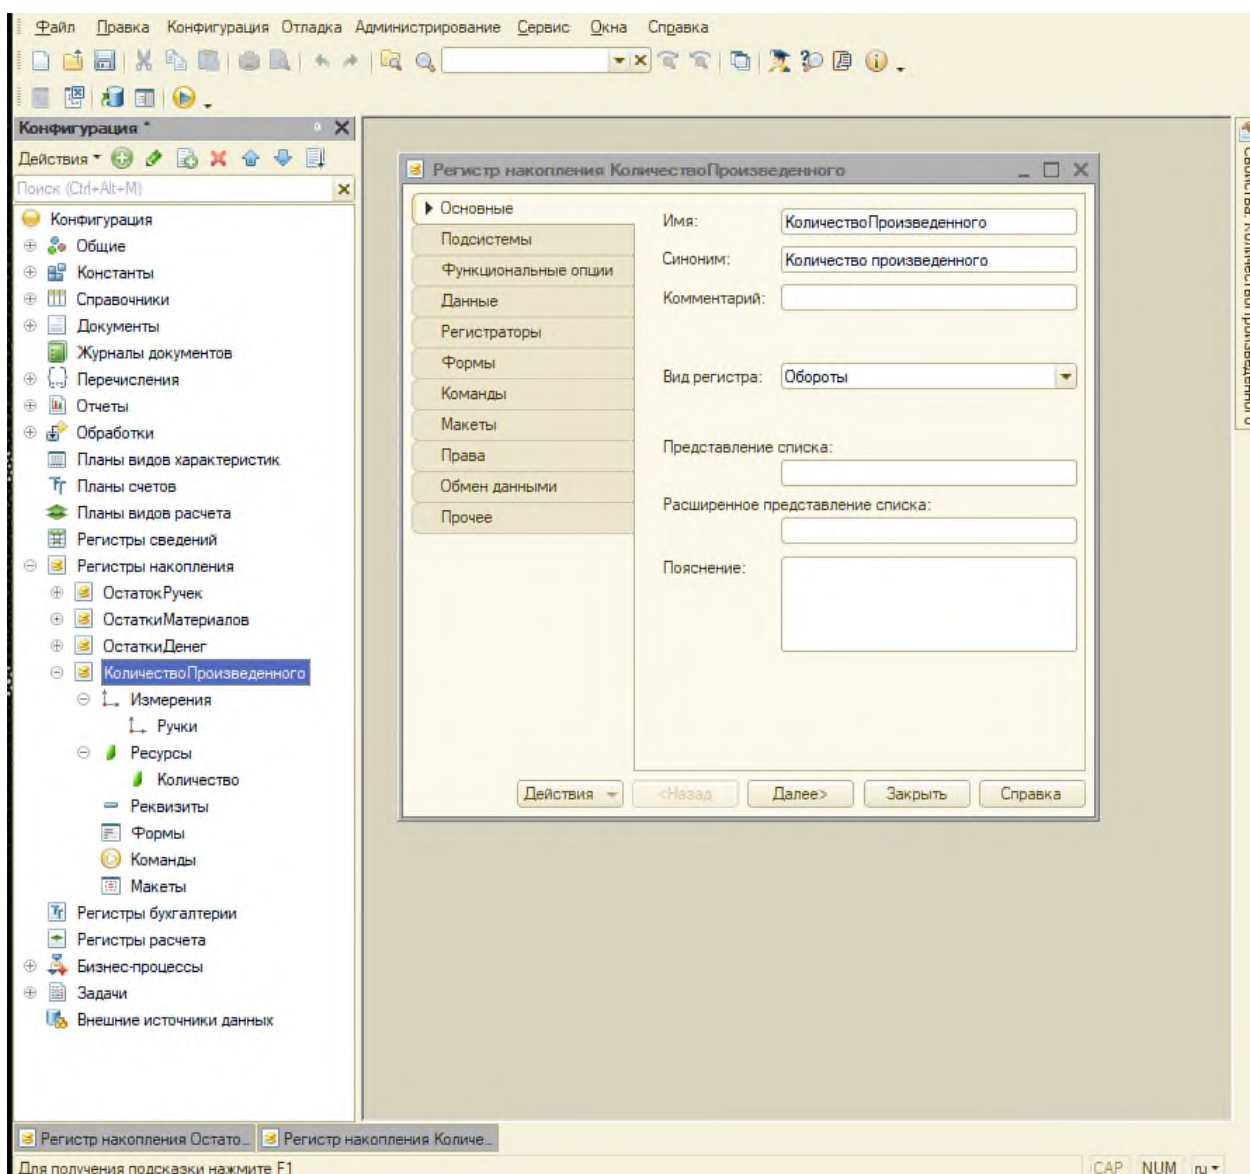 Файл Правка Конфигурация Отладка Администрирование Сервис Окна Справка
Конфигурация *
Действия
Поиск (Ctrl+Alt+M)
Конфигурация
Общие
Константы
Справочники
Документы
Журналы документов
Перечисления
Отчеты
Обработки
Планы видов характеристик
Планы счетов
Планы видов расчета
Регистры сведений
Регистры накопления
ОстатокРучек
ОстаткиМатериалов
ОстаткиДенег
КоличествоПроизведенного
Измерения
Ручки
Ресурсы
Количество
Реквизиты
Формы
Команды
Макеты
Регистры бухгалтерии
Регистры расчета
Бизнес-процессы
Задачи
Внешние источники данных
Регистр накопления КоличествоПроизведенного
Основные
Подсистемы
Функциональные опции
Данные
Регистраторы
Формы
Команды
Макеты
Права
Обмен данными
Прочее
Имя: КоличествоПроизведенного
Синоним: Количество произведенного
Комментарий:
Вид регистра: Обороты
Представление списка:
Расширенное представление списка:
Пояснение:
Действия <Назад Далее> Закрыть Справка
Свойства: КоличествоПроизведенного
Регистр накопления Остато... Регистр накопления Количе...
Для получения подсказки нажмите F1 CAP NUM ru